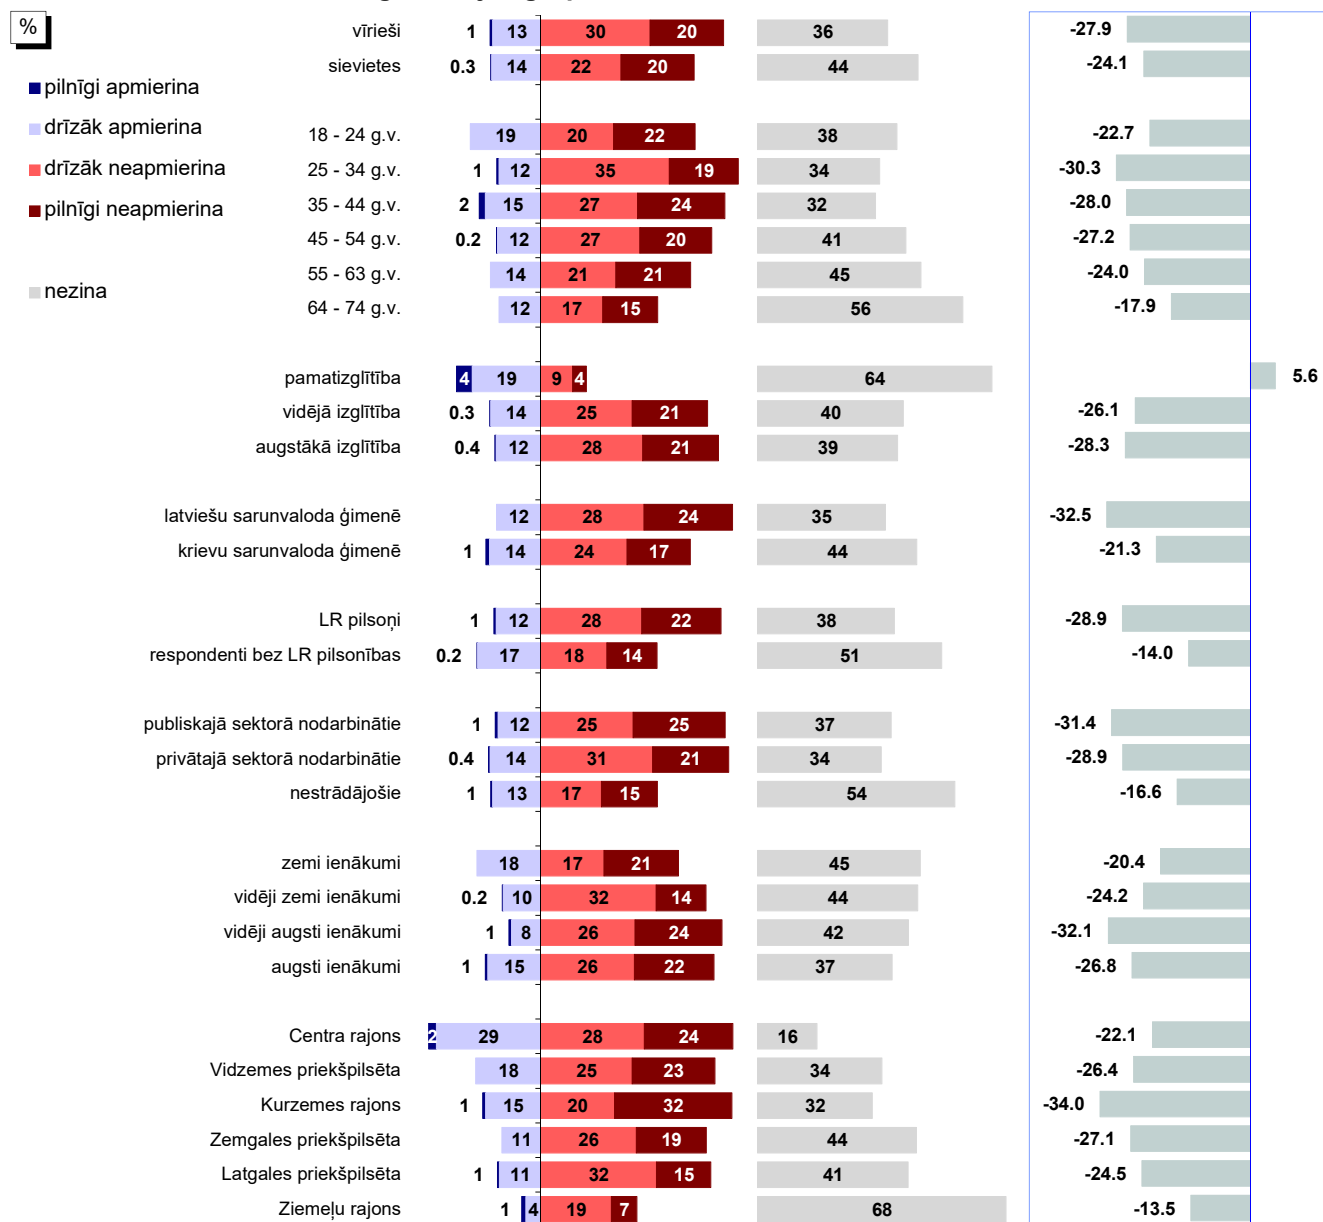 %
pilnīgi apmierina
drīzāk apmierina
drīzāk neapmierina
pilnīgi neapmierina
nezina
vīrieši 1 13 30 20 36 -27.9
sievietes 0.3 14 22 20 44 -24.1
18 - 24 g.v. 19 20 22 38 -22.7
25 - 34 g.v. 1 12 35 19 34 -30.3
35 - 44 g.v. 2 15 27 24 32 -28.0
45 - 54 g.v. 0.2 12 27 20 41 -27.2
55 - 63 g.v. 14 21 21 45 -24.0
64 - 74 g.v. 12 17 15 56 -17.9
pamatizglītība 4 19 9 4 64 5.6
vidējā izglītība 0.3 14 25 21 40 -26.1
augstākā izglītība 0.4 12 28 21 39 -28.3
latviešu sarunvaloda ģimenē 12 28 24 35 -32.5
krievu sarunvaloda ģimenē 1 14 24 17 44 -21.3
LR pilsoņi 1 12 28 22 38 -28.9
respondenti bez LR pilsonības 0.2 17 18 14 51 -14.0
publiskajā sektorā nodarbinātie 1 12 25 25 37 -31.4
privātajā sektorā nodarbinātie 0.4 14 31 21 34 -28.9
nestrādājošie 1 13 17 15 54 -16.6
zemi ienākumi 18 17 21 45 -20.4
vidēji zemi ienākumi 0.2 10 32 14 44 -24.2
vidēji augsti ienākumi 1 8 26 24 42 -32.1
augsti ienākumi 1 15 26 22 37 -26.8
Centra rajons 2 29 28 24 16 -22.1
Vidzemes priekšpilsēta 18 25 23 34 -26.4
Kurzemes rajons 1 15 20 32 32 -34.0
Zemgales priekšpilsēta 11 26 19 44 -27.1
Latgales priekšpilsēta 1 11 32 15 41 -24.5
Ziemeļu rajons 1 4 19 7 68 -13.5